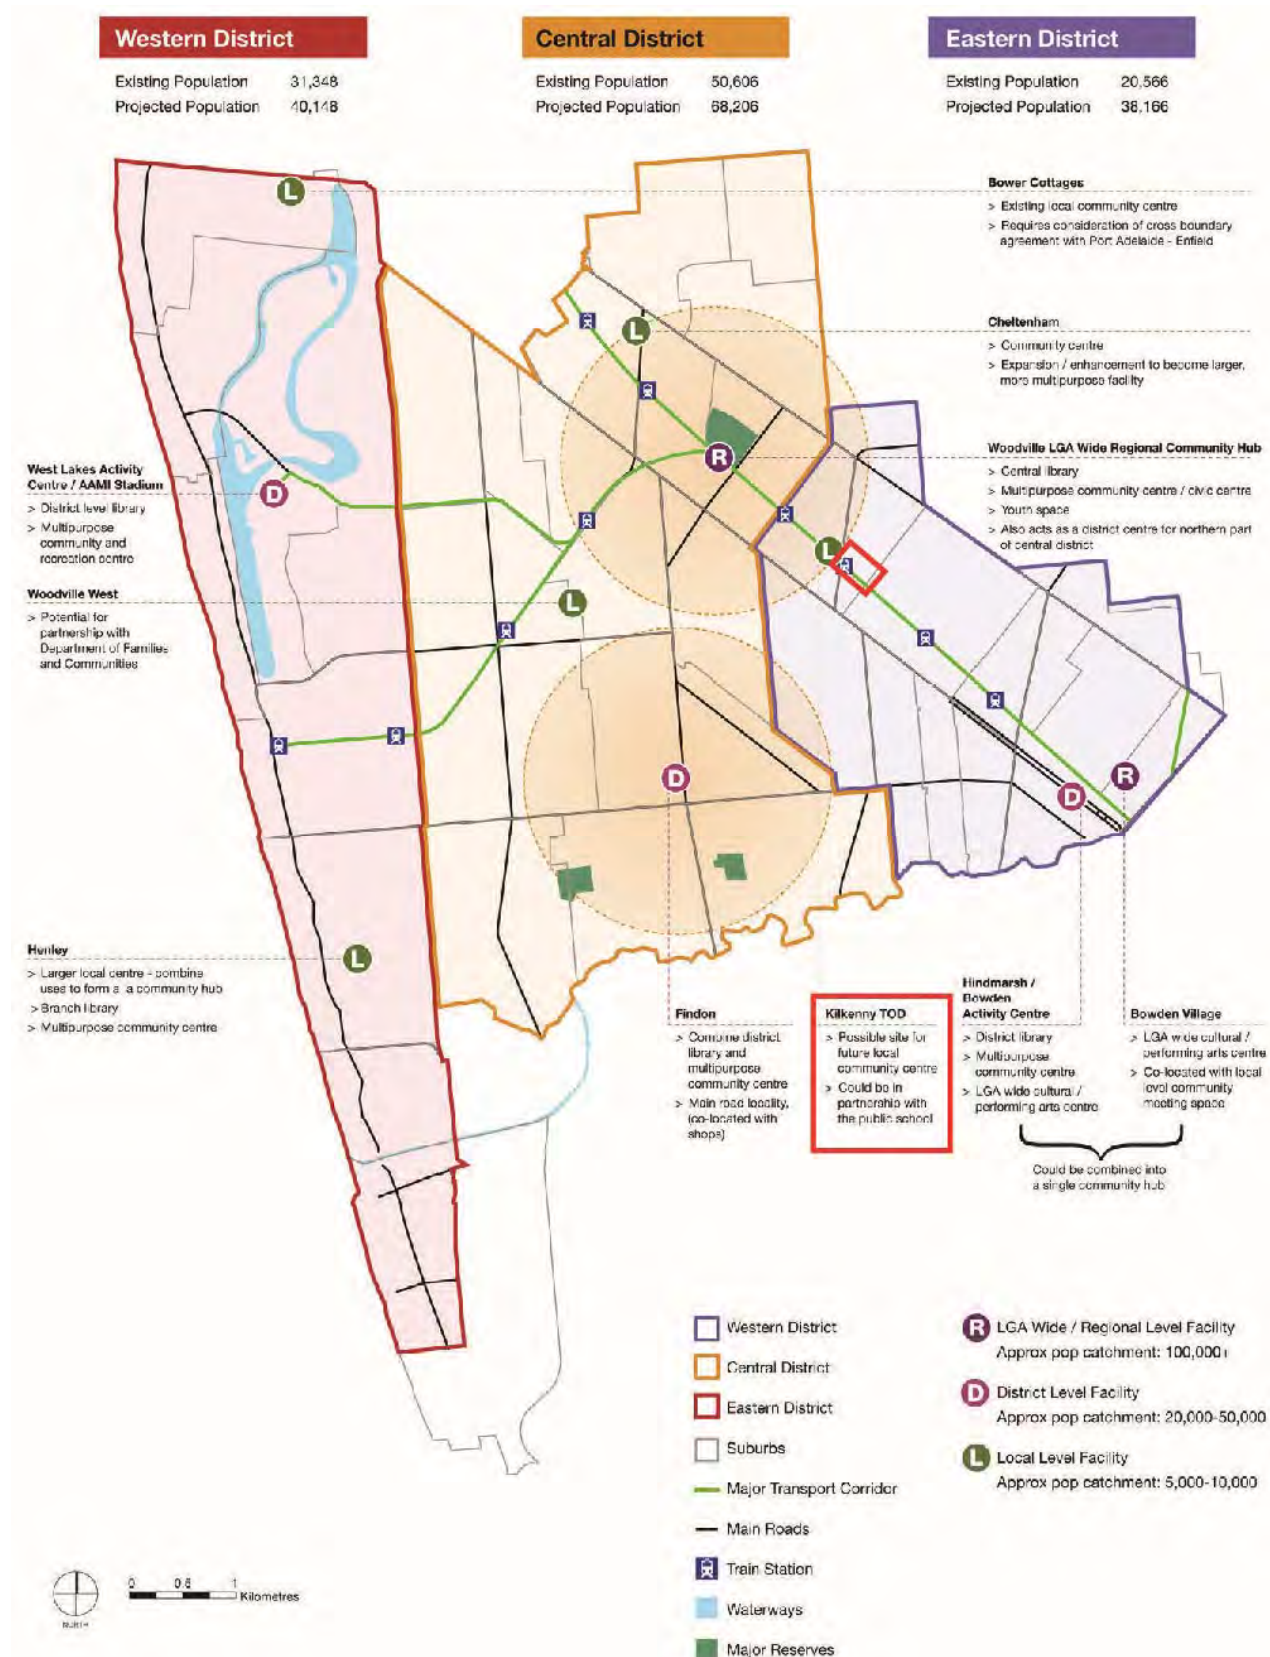 Western District
Existing Population 31,348
Projected Population 40,148
Central District
Existing Population 50,606
Projected Population 68,206
Eastern District
Existing Population 20,566
Projected Population 38,166
Bower Cottages
> Existing local community centre
> Requires consideration of cross boundary
agreement with Port Adelaide - Enfield
Cheltenham
> Community centre
> Expansion / enhancement to become larger,
more multipurpose facility
Woodville LGA Wide Regional Community Hub
> Central library
> Multipurpose community centre / civic centre
> Youth space
> Also acts as a district centre for northern part
of central district
West Lakes Activity
Centre / AAMI Stadium
> District level library
> Multipurpose
community and
recreation centre
Woodville West
> Potential for
partnership with
Department of Families
and Communities
Henley
> Larger local centre - combine
uses to form a a community hub
> Branch library
> Multipurpose community centre
L
L
R
D
L
L
D
R
D
L
Findon
> Combine district
library and
multipurpose
community centre
> Main road locality,
(co-located with
shops)
Kilkenny TOD
> Possible site for
future local
community centre
> Could be in
partnership with
the public school
Hindmarsh /
Bowden
Activity Centre
> District library
> Multipurpose
community centre
> LGA wide cultural /
performing arts centre
Bowden Village
> LGA wide cultural /
performing arts centre
> Co-located with local
level community
meeting space
Could be combined into
a single community hub
Western District
Central District
Eastern District
Suburbs
Major Transport Corridor
Main Roads
Train Station
Waterways
Major Reserves
R LGA Wide / Regional Level Facility
Approx pop catchment: 100,000+
D District Level Facility
Approx pop catchment: 20,000-50,000
L Local Level Facility
Approx pop catchment: 5,000-10,000
NORTH
0 0.5 1
Kilometres